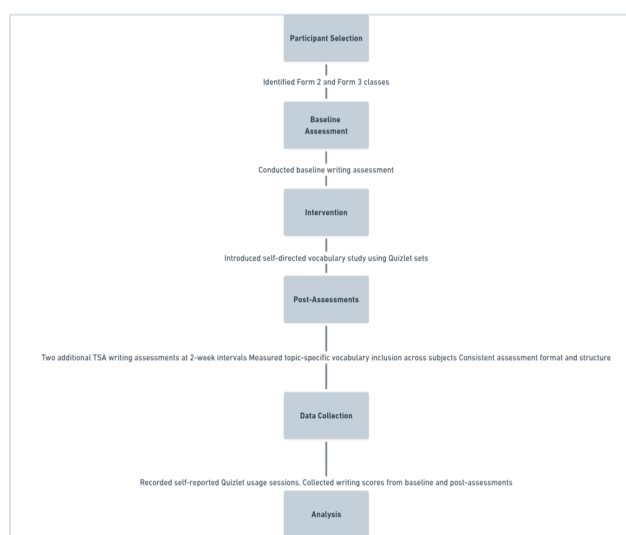 Participant Selection
Identified Form 2 and Form 3 classes
Baseline
Assessment
Conducted baseline writing assessment
Intervention
Introduced self-directed vocabulary study using Quizlet sets
Post-Assessments
Two additional TSA writing assessments at 2-week intervals Measured topic-specific vocabulary inclusion across subjects Consistent assessment format and structure
Data Collection
Recorded self-reported Quizlet usage sessions. Collected writing scores from baseline and post-assessments
Analysis